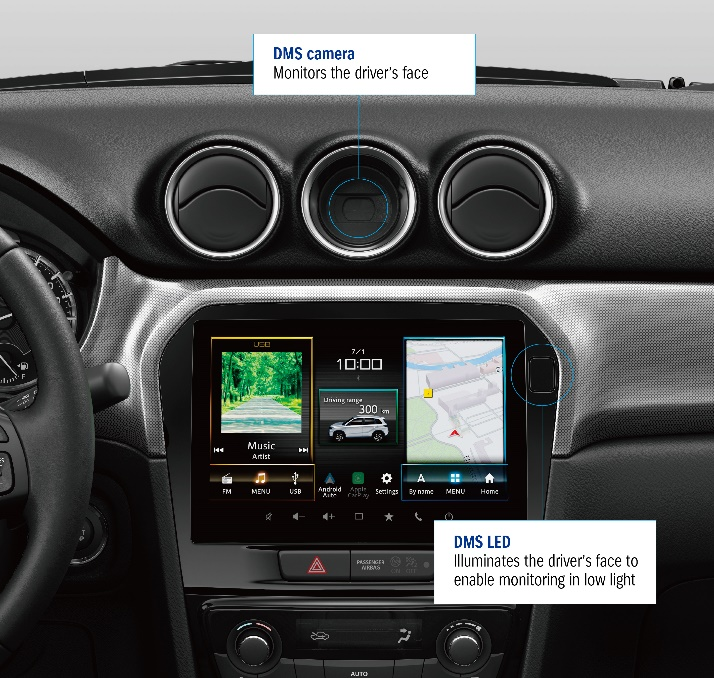 DMS camera
Monitors the driver's face
USB
7/1
10:00
Driving range
300 km
Music
Artist
FM
MENU
USB
Android
Auto
Apple
CarPlay
Settings
By name
MENU
Home
F
DMS LED
Illuminates the driver's face to
enable monitoring in low light
PASSENGER
AIRBAG
AUTO